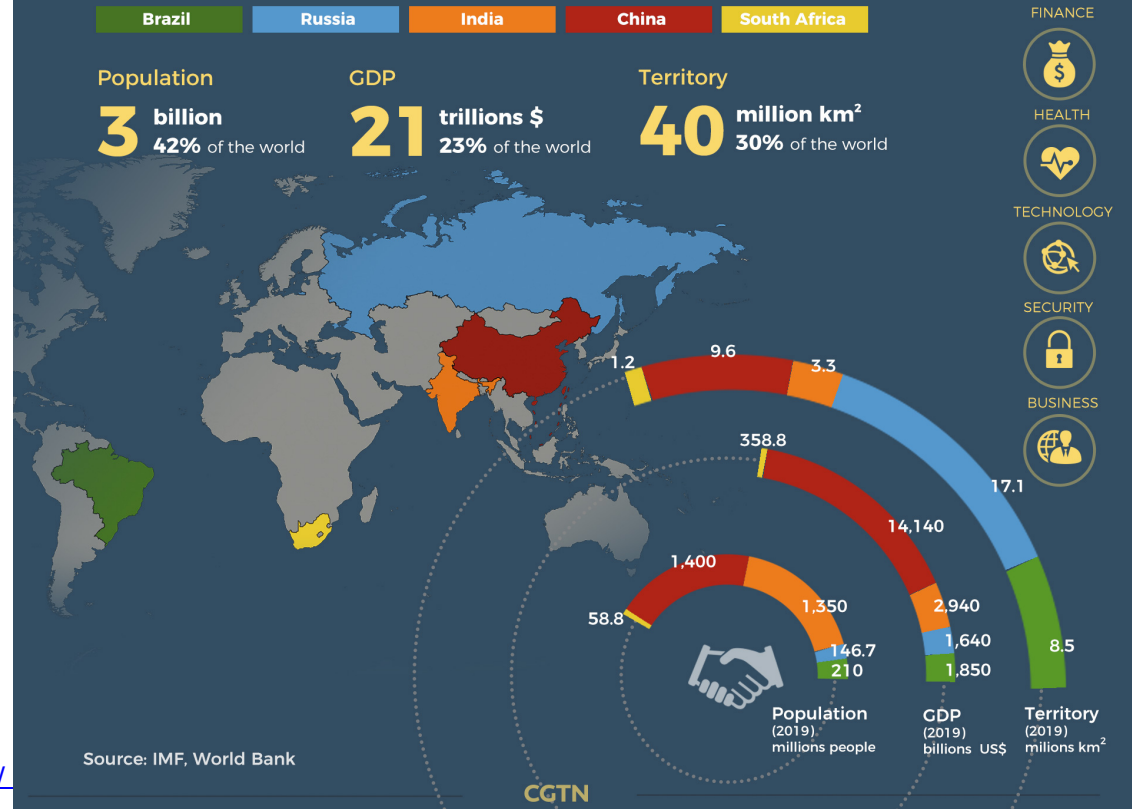 Brazil
Russia
India
China
South Africa
Population
3 billion
42% of the world
GDP
21 trillions $
23% of the world
Territory
40 million km²
30% of the world
FINANCE
$
HEALTH
TECHNOLOGY
SECURITY
BUSINESS
1.2
9.6
3.3
17.1
8.5
358.8
14,140
2,940
1,640
1,850
58.8
1,400
1,350
146.7
210
Population
(2019)
millions people
GDP
(2019)
billions US$
Territory
(2019)
milions km²
Source: IMF, World Bank
/
CGTN